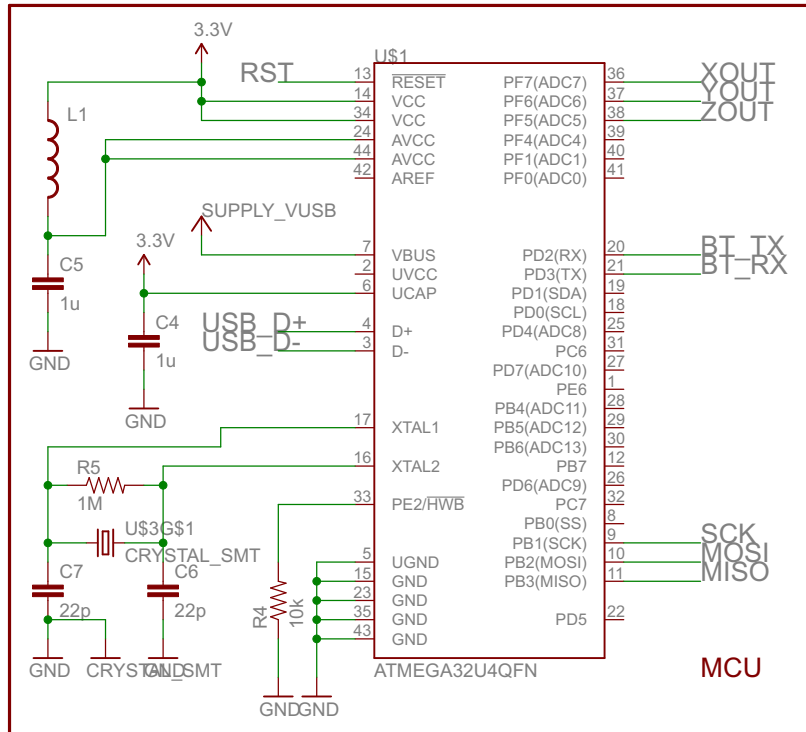 3.3V
U$1
RST
13
RESET
PF7(ADC7)
36
XOUT
14
VCC
PF6(ADC6)
37
YOUT
34
VCC
PF5(ADC5)
38
ZOUT
L1
24
AVCC
PF4(ADC4)
39
44
AVCC
PF1(ADC1)
40
42
AREF
PF0(ADC0)
41
SUPPLY_VUSB
3.3V
7
VBUS
PD2(RX)
20
BT_TX
C5
2
UVCC
PD3(TX)
21
BT_RX
1u
6
UCAP
PD1(SDA)
19
PD0(SCL)
18
C4
USB_D+
4
D+
PD4(ADC8)
25
USB_D-
3
D-
PC6
31
1u
GND
PD7(ADC10)
27
PE6
1
GND
PB4(ADC11)
28
17
XTAL1
PB5(ADC12)
29
PB6(ADC13)
30
R5
16
XTAL2
PB7
12
1M
PD6(ADC9)
26
33
PE2/HWB
PC7
32
U$3G$1
PB0(SS)
8
CRYSTAL_SMT
PB1(SCK)
9
SCK
C7
C6
5
UGND
PB2(MOSI)
10
MOSI
15
GND
PB3(MISO)
11
MISO
22p
22p
R4
10k
23
GND
35
GND
PD5
22
43
GND
GND
CRYSTAL_SMT
GND
ATMEGA32U4QFN
MCU
GND
GND